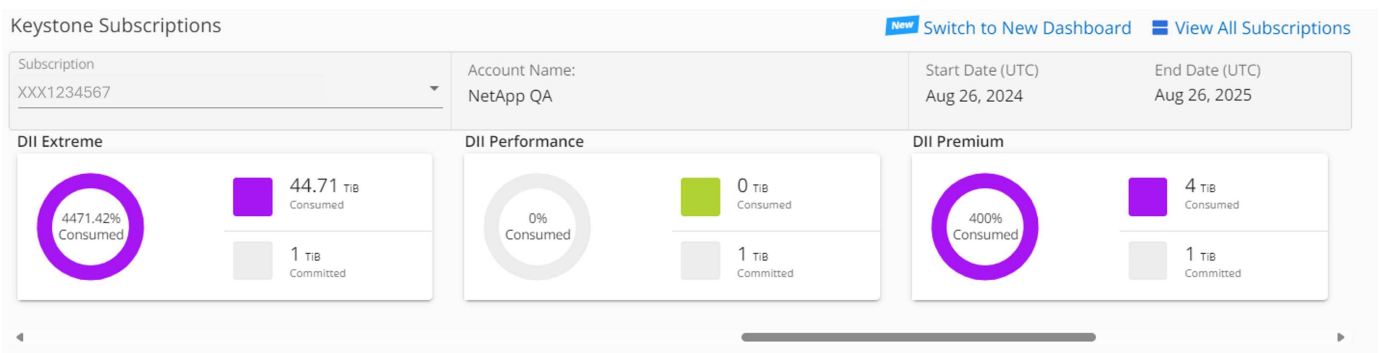 Keystone Subscriptions
New Switch to New Dashboard
View All Subscriptions
Subscription
XXX1234567
Account Name:
NetApp QA
Start Date (UTC)
Aug 26, 2024
End Date (UTC)
Aug 26, 2025
DII Extreme
4471.42%
Consumed
44.71 TiB
Consumed
1 TiB
Committed
DII Performance
0%
Consumed
0 TiB
Consumed
1 TiB
Committed
DII Premium
400%
Consumed
4 TiB
Consumed
1 TiB
Committed